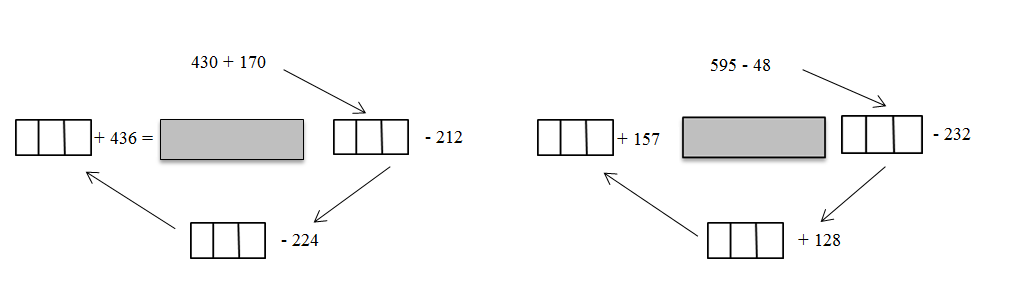 430 + 170
+ 436 =
- 212
- 224
595 - 48
+ 157
- 232
+ 128